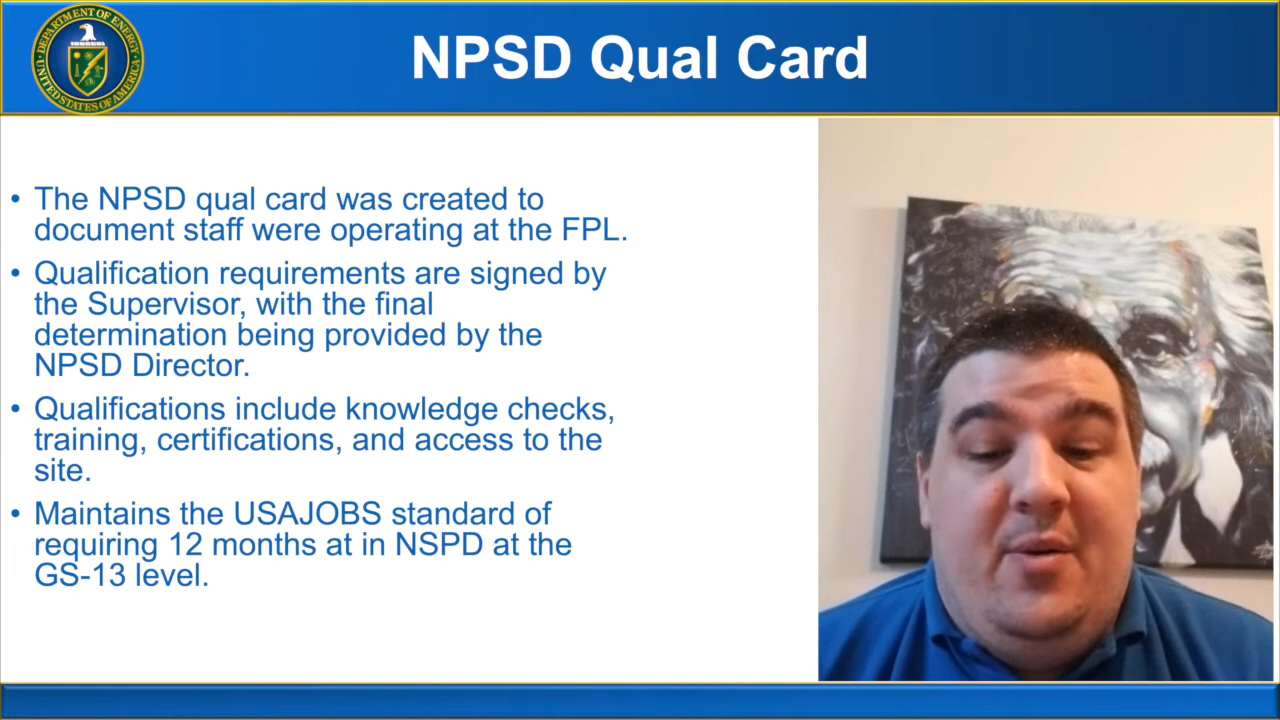 DEPARTMENT OF ENERGY
UNITED STATES OF AMERICA
NPSD Qual Card
• The NPSD qual card was created to
document staff were operating at the FPL.
• Qualification requirements are signed by
the Supervisor, with the final
determination being provided by the
NPSD Director.
• Qualifications include knowledge checks,
training, certifications, and access to the
site.
• Maintains the USAJOBS standard of
requiring 12 months at in NSPD at the
GS-13 level.